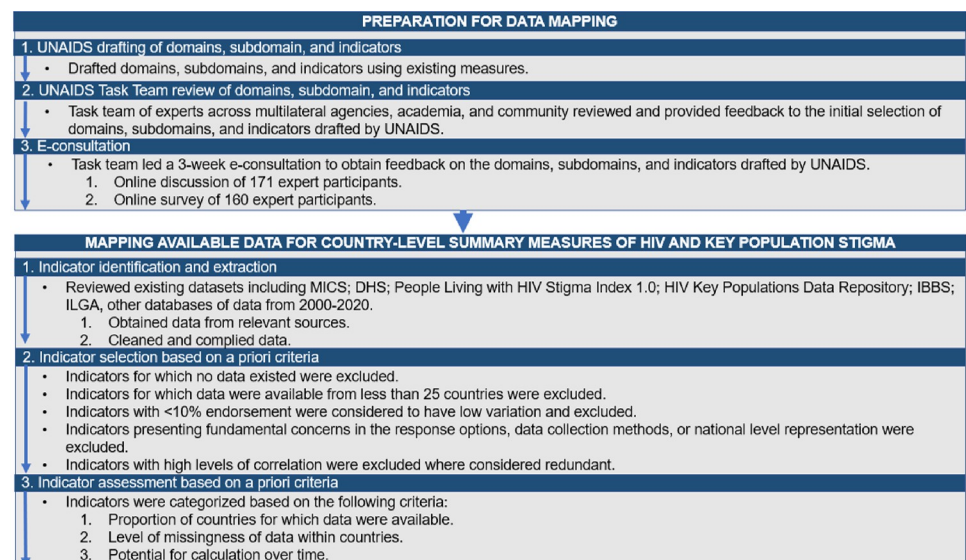 PREPARATION FOR DATA MAPPING
1. UNAIDS drafting of domains, subdomain, and indicators
• Drafted domains, subdomains, and indicators using existing measures.
2. UNAIDS Task Team review of domains, subdomain, and indicators
• Task team of experts across multilateral agencies, academia, and community reviewed and provided feedback to the initial selection of
domains, subdomains, and indicators drafted by UNAIDS.
3. E-consultation
• Task team led a 3-week e-consultation to obtain feedback on the domains, subdomains, and indicators drafted by UNAIDS.
1. Online discussion of 171 expert participants.
2. Online survey of 160 expert participants.
MAPPING AVAILABLE DATA FOR COUNTRY-LEVEL SUMMARY MEASURES OF HIV AND KEY POPULATION STIGMA
1. Indicator identification and extraction
• Reviewed existing datasets including MICS; DHS; People Living with HIV Stigma Index 1.0; HIV Key Populations Data Repository; IBBS;
ILGA, other databases of data from 2000-2020.
1. Obtained data from relevant sources.
2. Cleaned and complied data.
2. Indicator selection based on a priori criteria
• Indicators for which no data existed were excluded.
• Indicators for which data were available from less than 25 countries were excluded.
• Indicators with <10% endorsement were considered to have low variation and excluded.
• Indicators presenting fundamental concerns in the response options, data collection methods, or national level representation were
excluded.
• Indicators with high levels of correlation were excluded where considered redundant.
3. Indicator assessment based on a priori criteria
• Indicators were categorized based on the following criteria:
1. Proportion of countries for which data were available.
2. Level of missingness of data within countries.
3. Potential for calculation over time.